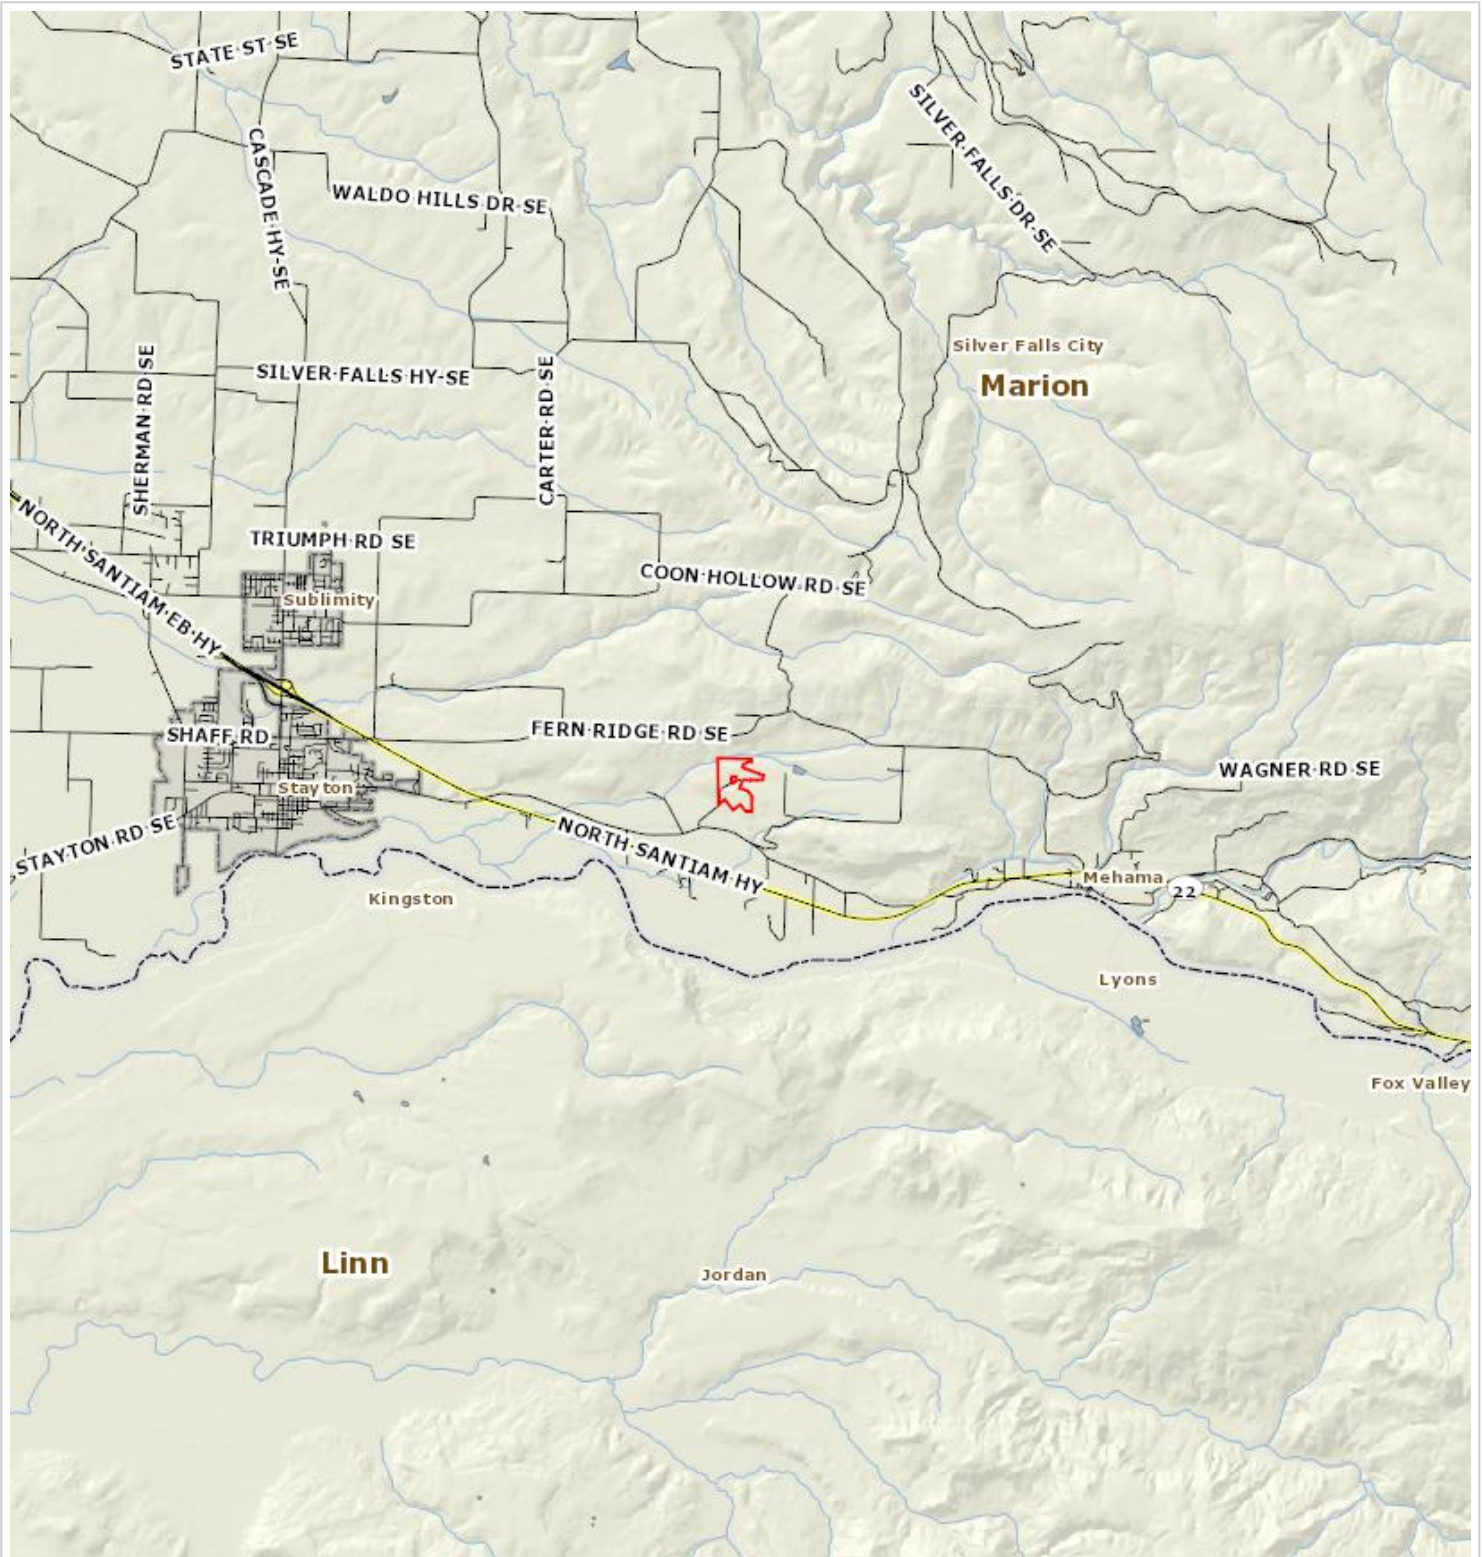 STATE ST SE
SILVER FALLS DR SE
CASCADE HY SE
WALDO HILLS DR SE
Silver Falls City
Marion
SHERMAN RD SE
SILVER FALLS HY SE
CARTER RD SE
NORTH SANTIAM EB HY
TRIUMPH RD SE
COON HOLLOW RD SE
Sublimity
SHAFF RD
FERN RIDGE RD SE
WAGNER RD SE
Stayton
STAYTON RD SE
NORTH SANTIAM HY
Mehama
22
Kingston
Lyons
Fox Valley
Linn
Jordan